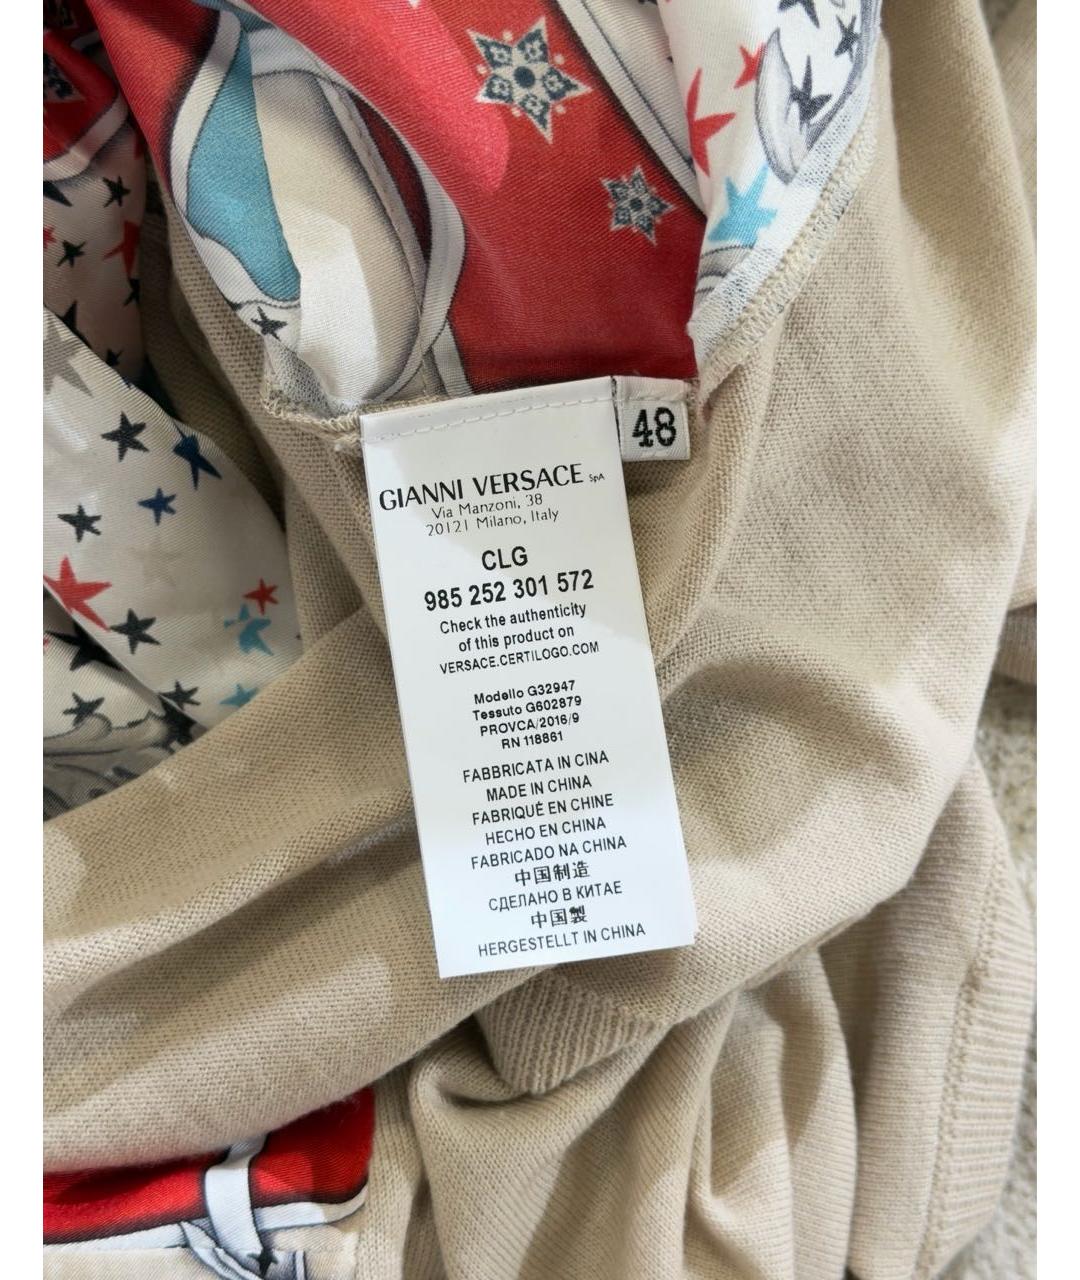 48
GIANNI VERSACE SpA
Via Manzoni, 38
20121 Milano, Italy
CLG
985 252 301 572
Check the authenticity
of this product on
VERSACE.CERTILOGO.COM
Modello G32947
Tessuto G602879
PROVCA/2016/9
RN 118861
FABBRICATA IN CINA
MADE IN CHINA
FABRIQUÉ EN CHINE
HECHO EN CHINA
FABRICADO NA CHINA
中国制造
СДЕЛАНО В КИТАЕ
中国製
HERGESTELLT IN CHINA